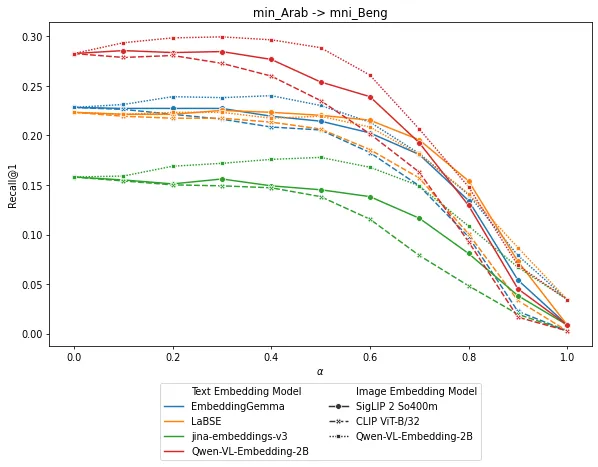 min_Arab -> mni_Beng
Recall@1
0.30
0.25
0.20
0.15
0.10
0.05
0.00
0.0 0.2 0.4 0.6 0.8 1.0
α
Text Embedding Model Image Embedding Model
EmbeddingGemma SigLIP 2 So400m
LaBSE CLIP ViT-B/32
jina-embeddings-v3 Qwen-VL-Embedding-2B
Qwen-VL-Embedding-2B